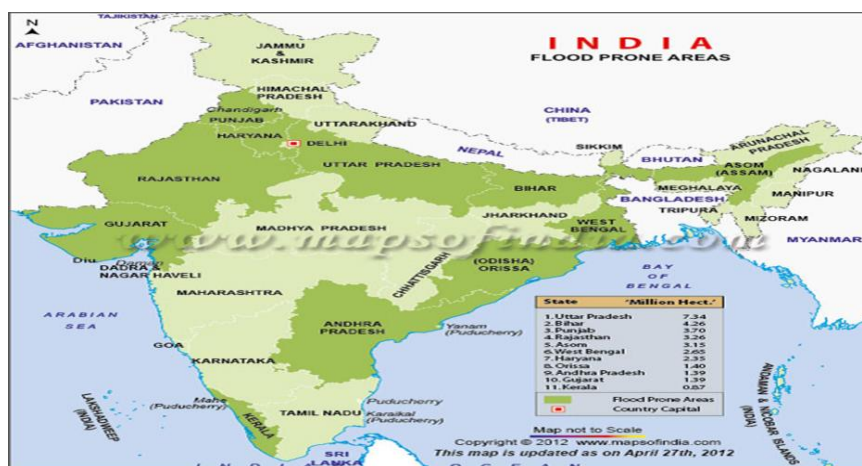 N
TAJIKISTAN
AFGHANISTAN
INDIA
FLOOD PRONE AREAS
JAMMU
&
KASHMIR
HIMACHAL
PRADESH
PAKISTAN
Chandigarh
PUNJAB
UTTARAKHAND
CHINA
(TIBET)
HARYANA
DELHI
NEPAL
SIKKIM
BHUTAN
ARUNACHAL
PRADESH
ASOM
(ASSAM)
NAGALAND
RAJASTHAN
UTTAR PRADESH
BIHAR
MEGHALAYA
MANIPUR
BANGLADESH
TRIPURA
MIZORAM
GUJARAT
MADHYA PRADESH
JHARKHAND
WEST
BENGAL
MYANMAR
www.mapsofindia.com
Diu
Daman
DADRA &
NAGAR HAVELI
CHHATTISGARH
(ODISHA)
ORISSA
BAY
OF
BENGAL
MAHARASHTRA
ARABIAN
SEA
ANDHRA
PRADESH
Yanam
(Puducherry)
GOA
KARNATAKA
State 'Million Hect.'
1.Uttar Pradesh 7.34
2. Bihar 4.26
3. Punjab 3.70
4. Rajasthan 3.26
5. Asom 3.15
6. West Bengal 2.65
7. Haryana 2.35
8. Orissa 1.40
9. Andhra Pradesh 1.39
10. Gujarat 1.39
11. Kerala 0.87
Flood Prone Areas
Country Capital
Map not to Scale
Copyright © 2012 www.mapsofindia.com
This map is updated as on April 27th, 2012
LAKSHADWEEP
(INDIA)
Mahe
(Puducherry)
KERALA
TAMIL NADU
Puducherry
Karaikal
(Puducherry)
SRI
LANKA
ANDAMAN & NICOBAR ISLANDS
(INDIA)